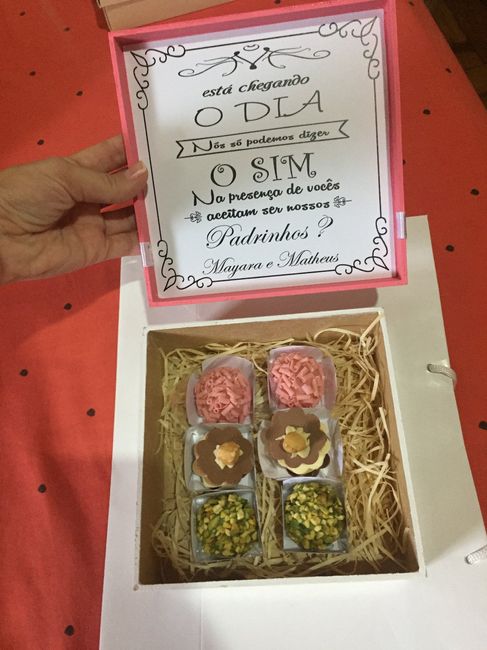 está chegando
O DIA
Nós só podemos dizer
O SIM
Na presença de vocês
aceitam ser nossos
Padrinhos ?
Mayara e Matheus